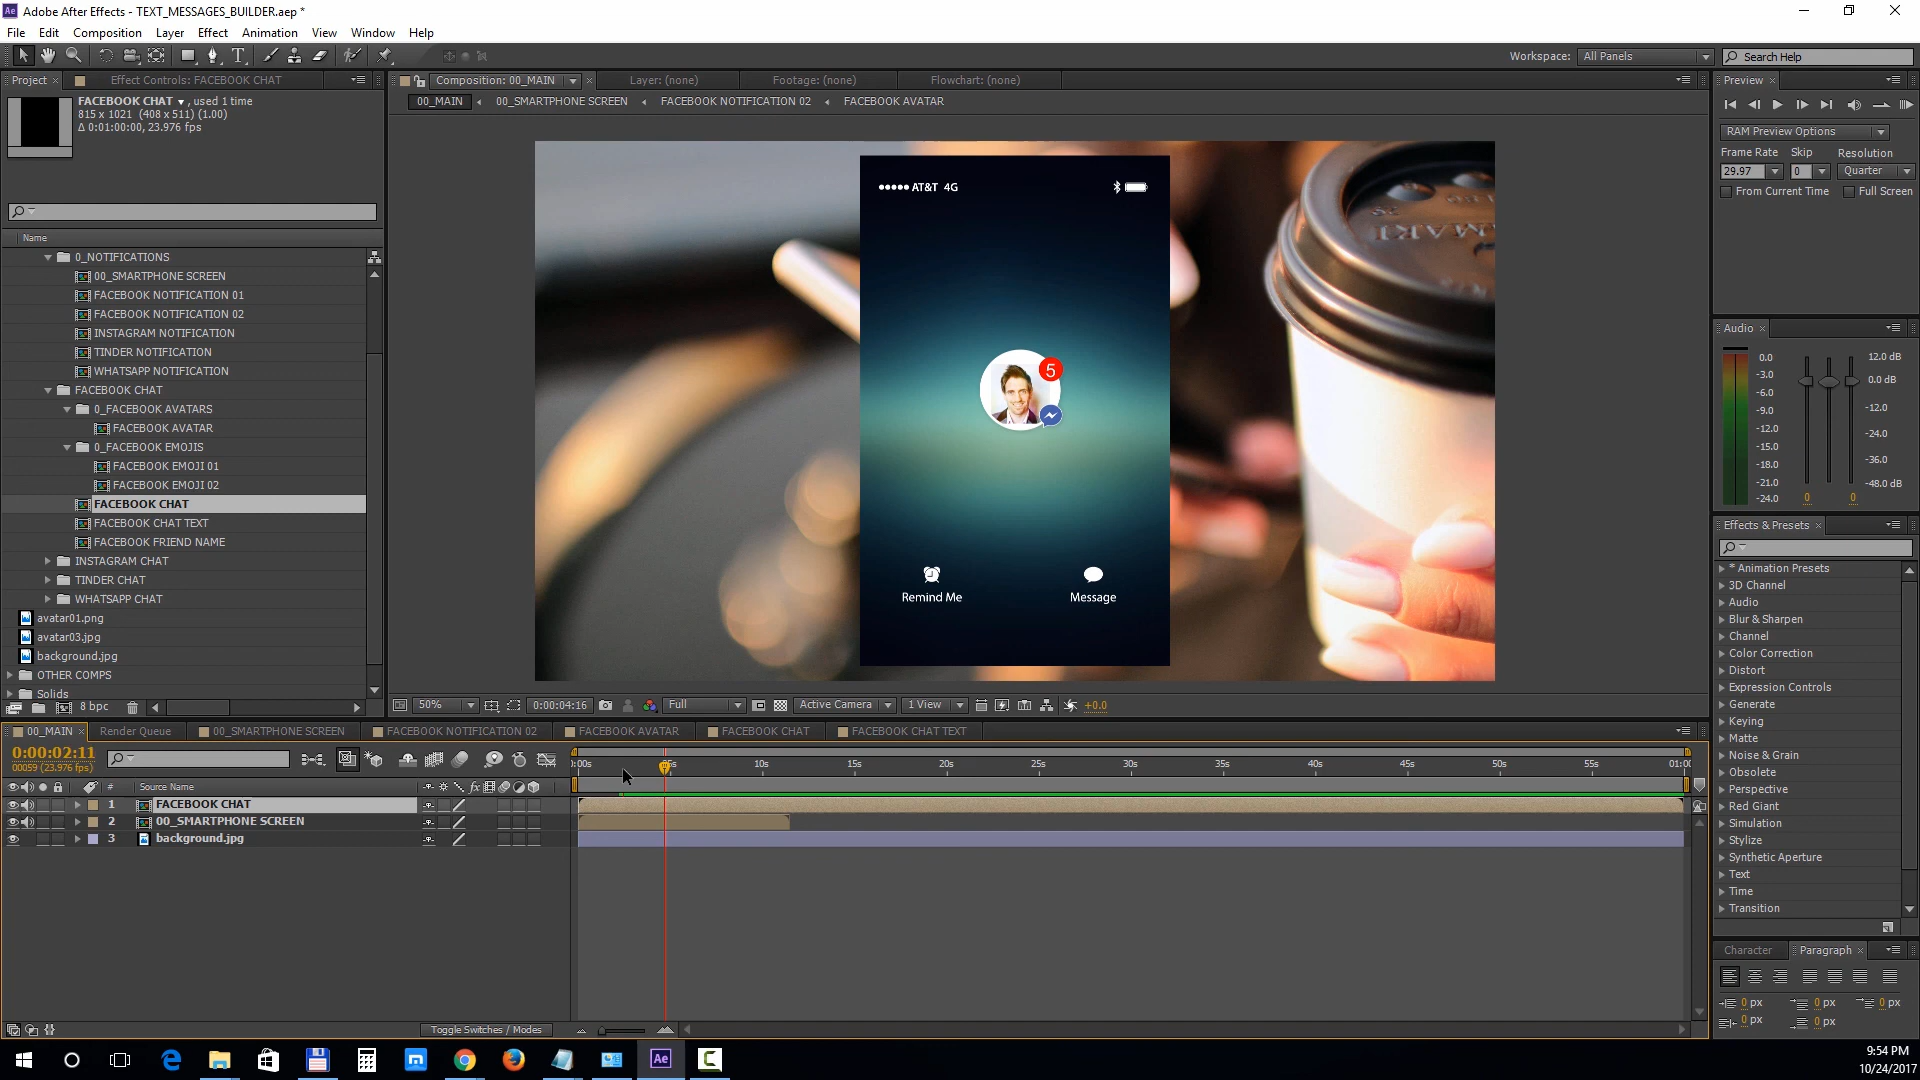 Ae Adobe After Effects - TEXT_MESSAGES_BUILDER.aep *
File Edit Composition Layer Effect Animation View Window Help
Workspace: All Panels Search Help
Project Effect Controls: FACEBOOK CHAT
FACEBOOK CHAT , used 1 time
815 x 1021 (408 x 511) (1.00)
Δ 0:01:00:00, 23.976 fps
Name
0_NOTIFICATIONS
00_SMARTPHONE SCREEN
FACEBOOK NOTIFICATION 01
FACEBOOK NOTIFICATION 02
INSTAGRAM NOTIFICATION
TINDER NOTIFICATION
WHATSAPP NOTIFICATION
FACEBOOK CHAT
0_FACEBOOK AVATARS
FACEBOOK AVATAR
0_FACEBOOK EMOJIS
FACEBOOK EMOJI 01
FACEBOOK EMOJI 02
FACEBOOK CHAT
FACEBOOK CHAT TEXT
FACEBOOK FRIEND NAME
INSTAGRAM CHAT
TINDER CHAT
WHATSAPP CHAT
avatar01.png
avatar03.jpg
background.jpg
OTHER COMPS
Solids
8 bpc
Composition: 00_MAIN Layer: (none) Footage: (none) Flowchart: (none)
00_MAIN 00_SMARTPHONE SCREEN FACEBOOK NOTIFICATION 02 FACEBOOK AVATAR
AT&T 4G
5
Remind Me Message
50% 0:00:04:16 Full Active Camera 1 View +0.0
Preview
RAM Preview Options
Frame Rate Skip Resolution
29.97 0 Quarter
From Current Time Full Screen
Audio
0.0 12.0 dB
-3.0 0.0 dB
-6.0
-9.0 -12.0
-12.0
-15.0 -24.0
-18.0 -36.0
-21.0 -48.0 dB
-24.0 0 0
Effects & Presets
* Animation Presets
3D Channel
Audio
Blur & Sharpen
Channel
Color Correction
Distort
Expression Controls
Generate
Keying
Matte
Noise & Grain
Obsolete
Perspective
Red Giant
Simulation
Stylize
Synthetic Aperture
Text
Time
Transition
Character Paragraph
0 px 0 px 0 px
0 px 0 px
00_MAIN Render Queue 00_SMARTPHONE SCREEN FACEBOOK NOTIFICATION 02 FACEBOOK AVATAR FACEBOOK CHAT FACEBOOK CHAT TEXT
0:00:02:11
00059 (23.976 fps)
:00s 5s 10s 15s 20s 25s 30s 35s 40s 45s 50s 55s 01:00
# Source Name fx
1 FACEBOOK CHAT
2 00_SMARTPHONE SCREEN
3 background.jpg
Toggle Switches / Modes
Ae
9:54 PM
10/24/2017